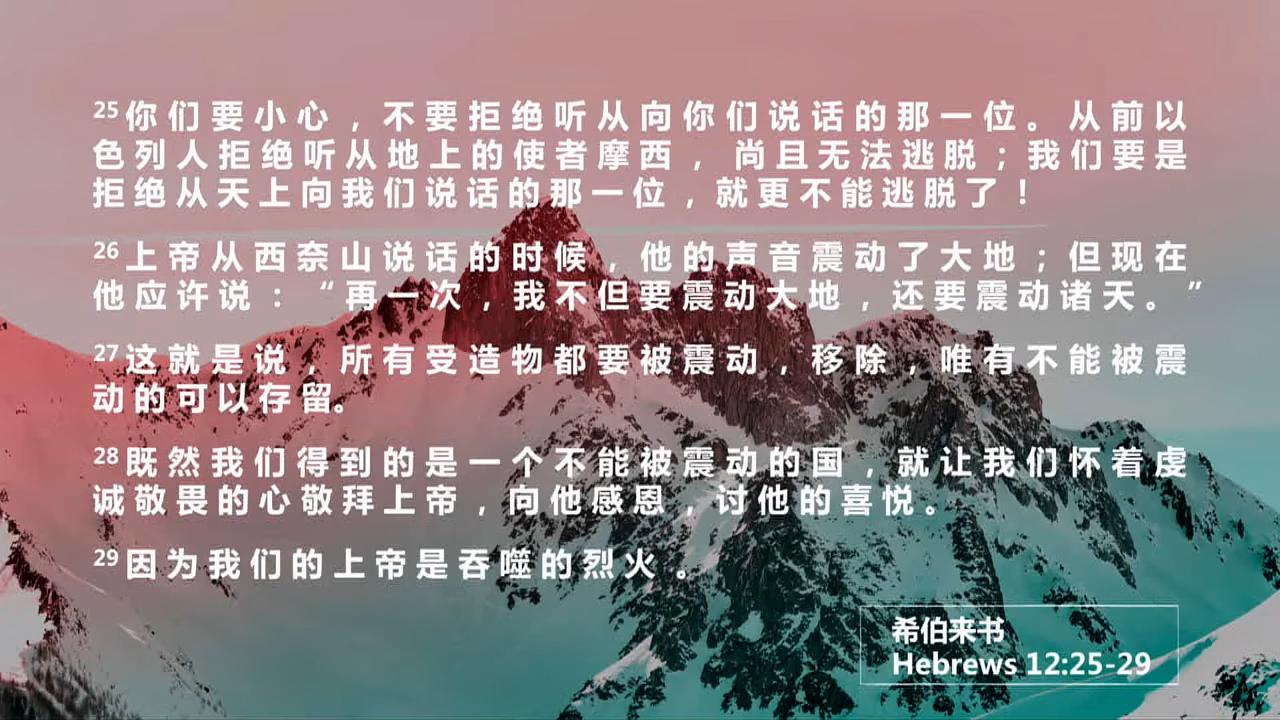 25你们要小心，不要拒绝听从向你们说话的那一位。从前以
色列人拒绝听从地上的使者摩西，尚且无法逃脱；我们要是
拒绝从天上向我们说话的那一位，就更不能逃脱了！
26上帝从西奈山说话的时候，他的声音震动了大地；但现在
他应许说：“再一次，我不但要震动大地，还要震动诸天。”
27这就是说，所有受造物都要被震动，移除，唯有不能被震
动的可以存留。
28既然我们得到的是一个不能被震动的国，就让我们怀着虔
诚敬畏的心敬拜上帝，向他感恩，讨他的喜悦。
29因为我们的上帝是吞噬的烈火。
希伯来书
Hebrews 12:25-29